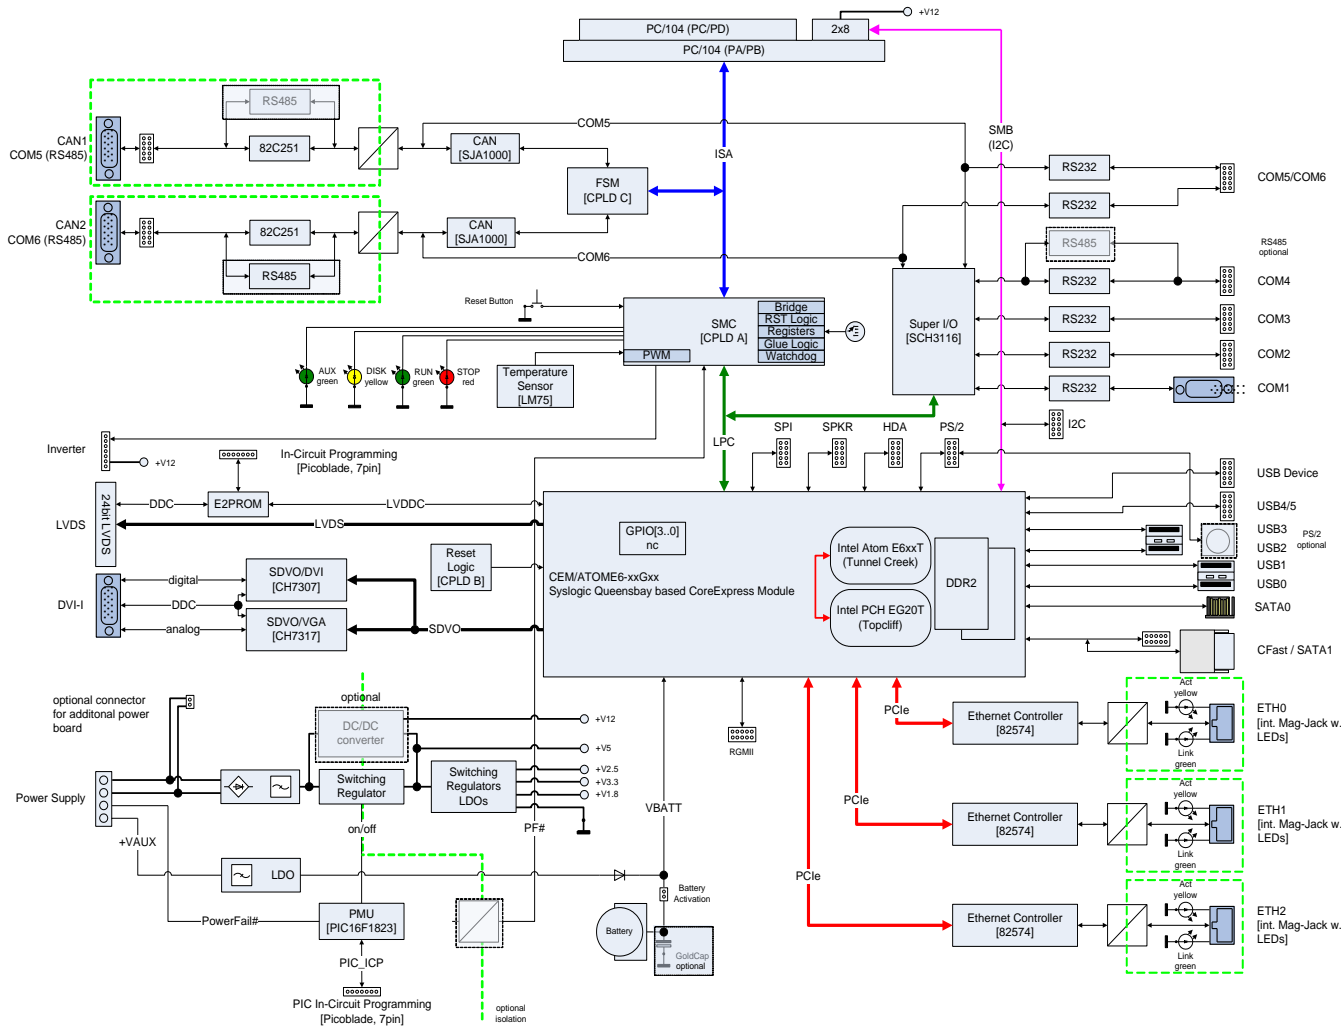 +V12
PC/104 (PC/PD)
2x8
PC/104 (PA/PB)
RS485
CAN1
COM5 (RS485)
82C251
COM5
CAN
[SJA1000]
ISA
SMB
(I2C)
RS232
COM5/COM6
FSM
[CPLD C]
RS232
CAN2
COM6 (RS485)
82C251
CAN
[SJA1000]
COM6
RS485
RS485
optional
RS485
RS232
COM4
Reset Button
SMC
[CPLD A]
Bridge
RST Logic
Registers
Glue Logic
Watchdog
PWM
Super I/O
[SCH3116]
RS232
COM3
RS232
COM2
RS232
COM1
AUX
green
DISK
yellow
RUN
green
STOP
red
Temperature
Sensor
[LM75]
I2C
LPC
SPI
SPKR
HDA
PS/2
Inverter
+V12
In-Circuit Programming
[Picoblade, 7pin]
USB Device
24bit LVDS
LVDS
DDC
E2PROM
LVDDC
LVDS
USB4/5
GPIO[3..0]
nc
USB3
USB2
PS/2
optional
Intel Atom E6xxT
(Tunnel Creek)
DDR2
Reset
Logic
[CPLD B]
CEM/ATOME6-xxGxx
Syslogic Queensbay based CoreExpress Module
USB1
USB0
DVI-I
digital
DDC
analog
SDVO/DVI
[CH7307]
SDVO/VGA
[CH7317]
SDVO
Intel PCH EG20T
(Topcliff)
SATA0
CFast / SATA1
optional connector
for additonal power
board
optional
DC/DC
converter
+V12
+V5
+V2.5
+V3.3
+V1.8
Power Supply
Switching
Regulator
Switching
Regulators
LDOs
on/off
PF#
VBATT
RGMII
PCIe
Ethernet Controller
[82574]
Act
yellow
Link
green
ETH0
[int. Mag-Jack w.
LEDs]
PCIe
Ethernet Controller
[82574]
Act
yellow
Link
green
ETH1
[int. Mag-Jack w.
LEDs]
PCIe
Ethernet Controller
[82574]
Act
yellow
Link
green
ETH2
[int. Mag-Jack w.
LEDs]
+VAUX
LDO
Battery
Activation
PowerFail#
PMU
[PIC16F1823]
Battery
GoldCap
optional
PIC_ICP
PIC In-Circuit Programming
[Picoblade, 7pin]
optional
isolation